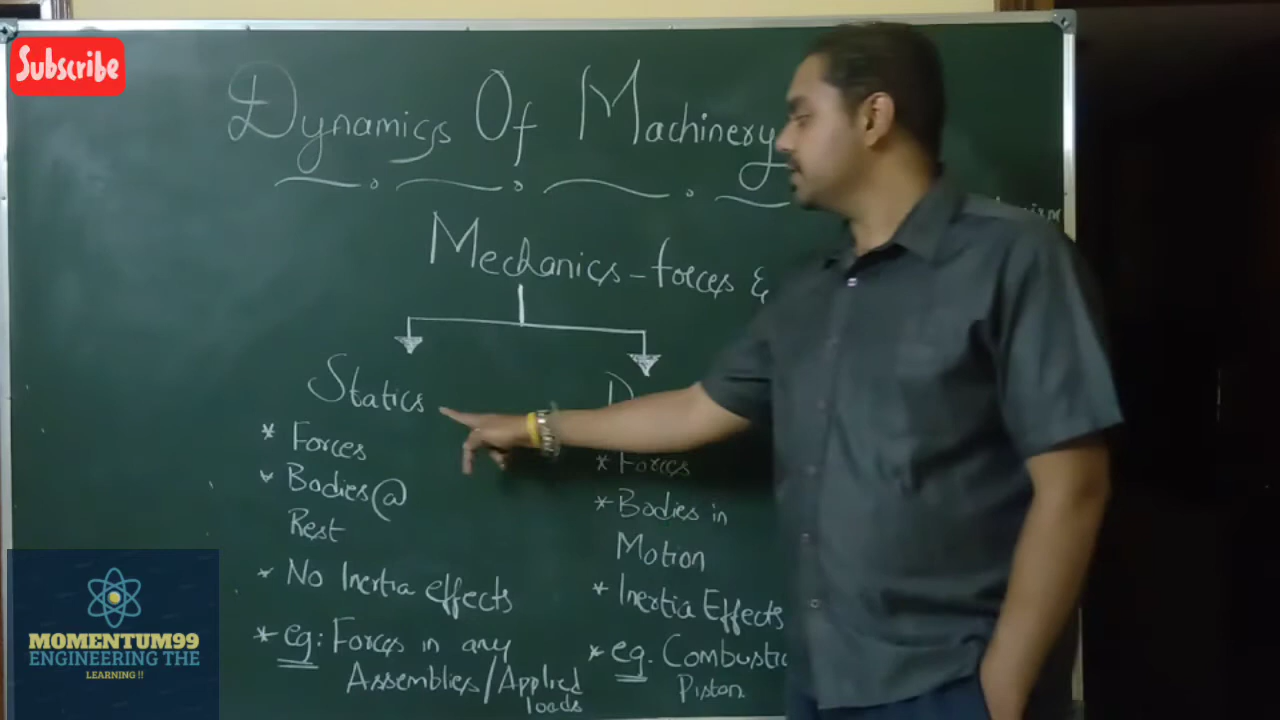 Subscribe
Dynamics Of Machinery
Mechanics - forces &
Statics
* Forces
* Bodies @
Rest
* No Inertia effects
* eg: Forces in any
Assemblies/Applied
loads
* Forces
* Bodies in
Motion
* Inertia Effects
* eg. 
Piston
MOMENTUM99
ENGINEERING THE
LEARNING !!